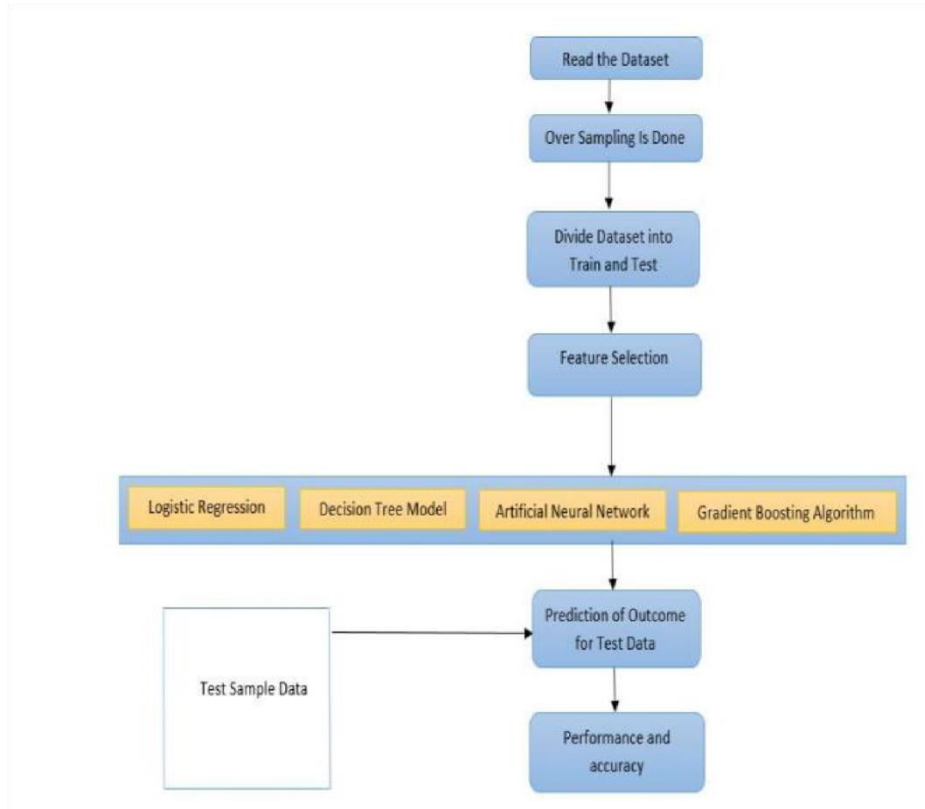 Read the Dataset
Over Sampling Is Done
Divide Dataset into
Train and Test
Feature Selection
Logistic Regression
Decision Tree Model
Artificial Neural Network
Gradient Boosting Algorithm
Prediction of Outcome
for Test Data
Test Sample Data
Performance and
accuracy